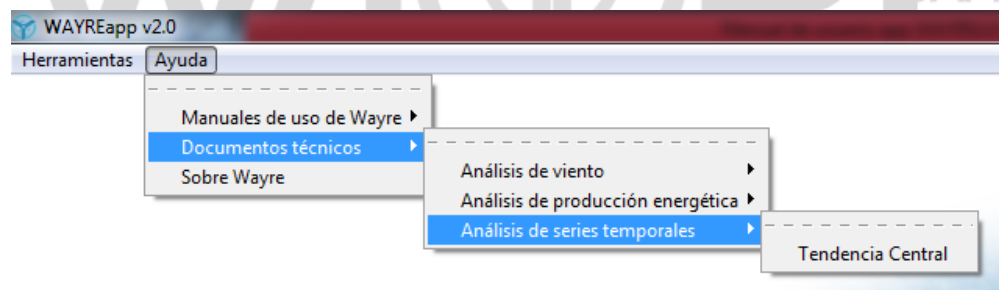 WAYREapp v2.0
Herramientas Ayuda
Manuales de uso de Wayre
Documentos técnicos
Sobre Wayre
Análisis de viento
Análisis de producción energética
Análisis de series temporales
Tendencia Central